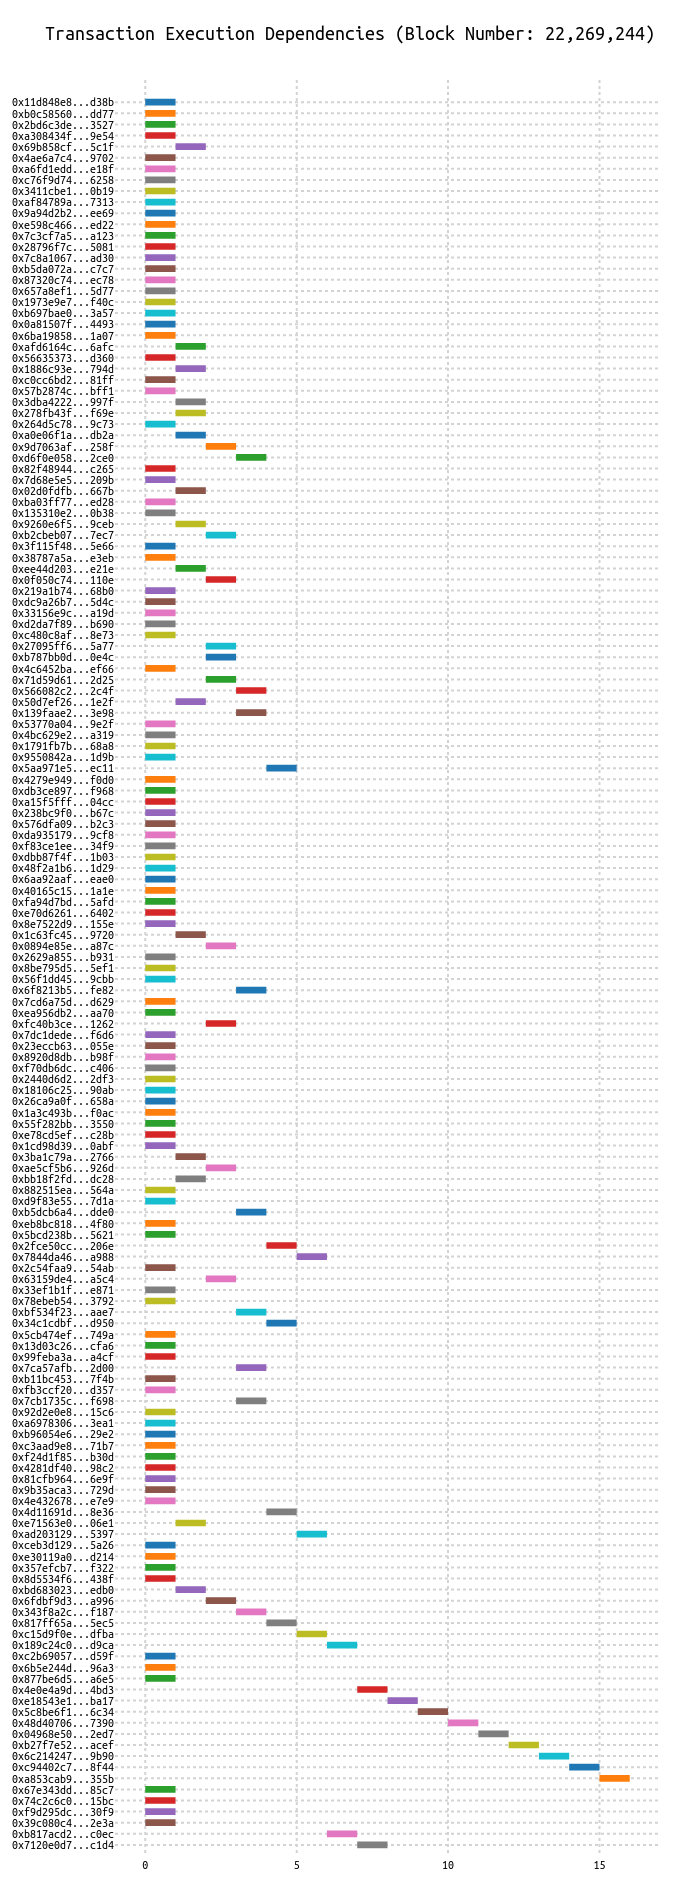 Transaction Execution Dependencies (Block Number: 22,269,244)
0x11d848e8...d38b
0xb0c58560...dd77
0x2bd6c3de...3527
0xa308434f...9e54
0x69b858cf...5c1f
0x4ae6a7c4...9702
0xa6fd1edd...e18f
0xc76f9d74...6258
0x3411cbe1...0b19
0xaf84789a...7313
0x9a94d2b2...ee69
0xe598c466...ed22
0x7c3cf7a5...a123
0x28796f7c...5081
0x7c8a1067...ad30
0xb5da072a...c7c7
0x87320c74...ec78
0x657a8ef1...5d77
0x1973e9e7...f40c
0xb697bae0...3a57
0x0a81507f...4493
0x6ba19858...1a07
0xafd6164c...6afc
0x56635373...d360
0x1886c93e...794d
0xc0cc6bd2...81ff
0x57b2874c...bff1
0x3dba4222...997f
0x278fb43f...f69e
0x264d5c78...9c73
0xa0e06f1a...db2a
0x9d7063af...258f
0xd6f0e058...2ce0
0x82f48944...c265
0x7d68e5e5...209b
0x02d0fdfb...667b
0xba03ff77...ed28
0x135310e2...0b38
0x9260e6f5...9ceb
0xb2cbeb07...7ec7
0x3f115f48...5e66
0x38787a5a...e3eb
0xee44d203...e21e
0x0f050c74...110e
0x219a1b74...68b0
0xdc9a26b7...5d4c
0x33156e9c...a19d
0xd2da7f89...b690
0xc480c8af...8e73
0x27095ff6...5a77
0xb787bb0d...0e4c
0x4c6452ba...ef66
0x71d59d61...2d25
0x566082c2...2c4f
0x50d7ef26...1e2f
0x139faae2...3e98
0x53770a04...9e2f
0x4bc629e2...a319
0x1791fb7b...68a8
0x9550842a...1d9b
0x5aa971e5...ec11
0x4279e949...f0d0
0xdb3ce897...f968
0xa15f5fff...04cc
0x238bc9f0...b67c
0x576dfa09...b2c3
0xda935179...9cf8
0xf83ce1ee...34f9
0xdbb87f4f...1b03
0x48f2a1b6...1d29
0x6aa92aaf...eae0
0x40165c15...1a1e
0xfa94d7bd...5afd
0xe70d6261...6402
0x8e7522d9...155e
0x1c63fc45...9720
0x0894e85e...a87c
0x2629a855...b931
0x8be795d5...5ef1
0x56f1dd45...9cbb
0x6f8213b5...fe82
0x7cd6a75d...d629
0xea956db2...aa70
0xfc40b3ce...1262
0x7dc1dede...f6d6
0x23eccb63...055e
0x8920d8db...b98f
0xf70db6dc...c406
0x2440d6d2...2df3
0x18106c25...90ab
0x26ca9a0f...658a
0x1a3c493b...f0ac
0x55f282bb...3550
0xe78cd5ef...c28b
0x1cd98d39...0abf
0x3ba1c79a...2766
0xae5cf5b6...926d
0xbb18f2fd...dc28
0x882515ea...564a
0xd9f83e55...7d1a
0xb5dcb6a4...dde0
0xeb8bc818...4f80
0x5bcd238b...5621
0x2fce50cc...206e
0x7844da46...a988
0x2c54faa9...54ab
0x63159de4...a5c4
0x33ef1b1f...e871
0x78ebeb54...3792
0xbf534f23...aae7
0x34c1cdbf...d950
0x5cb474ef...749a
0x13d03c26...cfa6
0x99feba3a...a4cf
0x7ca57afb...2d00
0xb11bc453...7f4b
0xfb3ccf20...d357
0x7cb1735c...f698
0x92d2e0e8...15c6
0xa6978306...3ea1
0xb96054e6...29e2
0xc3aad9e8...71b7
0xf24d1f85...b30d
0x4281df40...98c2
0x81cfb964...6e9f
0x9b35aca3...729d
0x4e432678...e7e9
0x4d11691d...8e36
0xe71563e0...06e1
0xad203129...5397
0xceb3d129...5a26
0xe30119a0...d214
0x357efcb7...f322
0x8d5534f6...438f
0xbd683023...edb0
0x6fdbf9d3...a996
0x343f8a2c...f187
0x817ff65a...5ec5
0xc15d9f0e...dfba
0x189c24c0...d9ca
0xc2b69057...d59f
0x6b5e244d...96a3
0x877be6d5...a6e5
0x4e0e4a9d...4bd3
0xe18543e1...ba17
0x5c8be6f1...6c34
0x48d40706...7390
0x04968e50...2ed7
0xb27f7e52...acef
0x6c214247...9b90
0xc94402c7...8f44
0xa853cab9...355b
0x67e343dd...85c7
0x74c2c6c0...15bc
0xf9d295dc...30f9
0x39c080c4...2e3a
0xb817acd2...c0ec
0x7120e0d7...c1d4
0 5 10 15